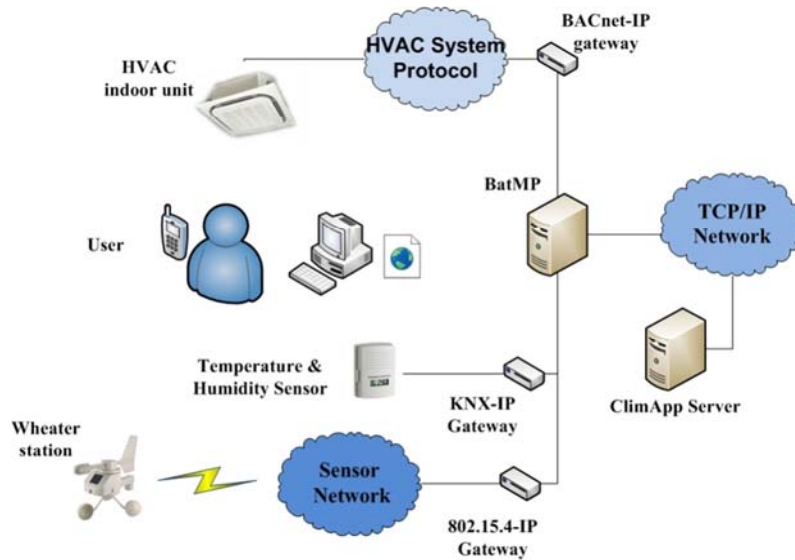 BACnet-IP
gateway
HVAC System
Protocol
HVAC
indoor unit
BatMP
TCP/IP
Network
User
Temperature &
Humidity Sensor
KNX-IP
Gateway
ClimApp Server
Wheater
station
Sensor
Network
802.15.4-IP
Gateway